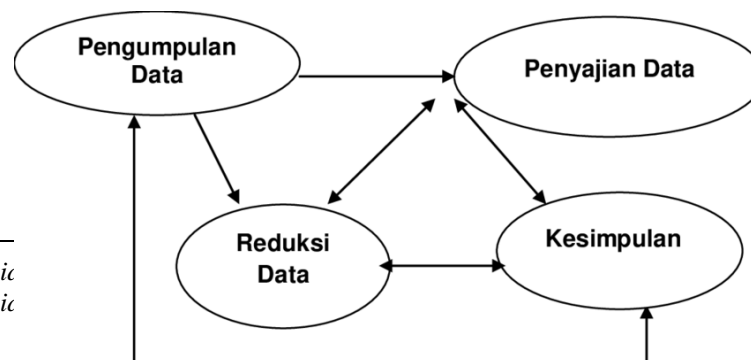 Pengumpulan
Data
Penyajian Data
Reduksi
Data
Kesimpulan